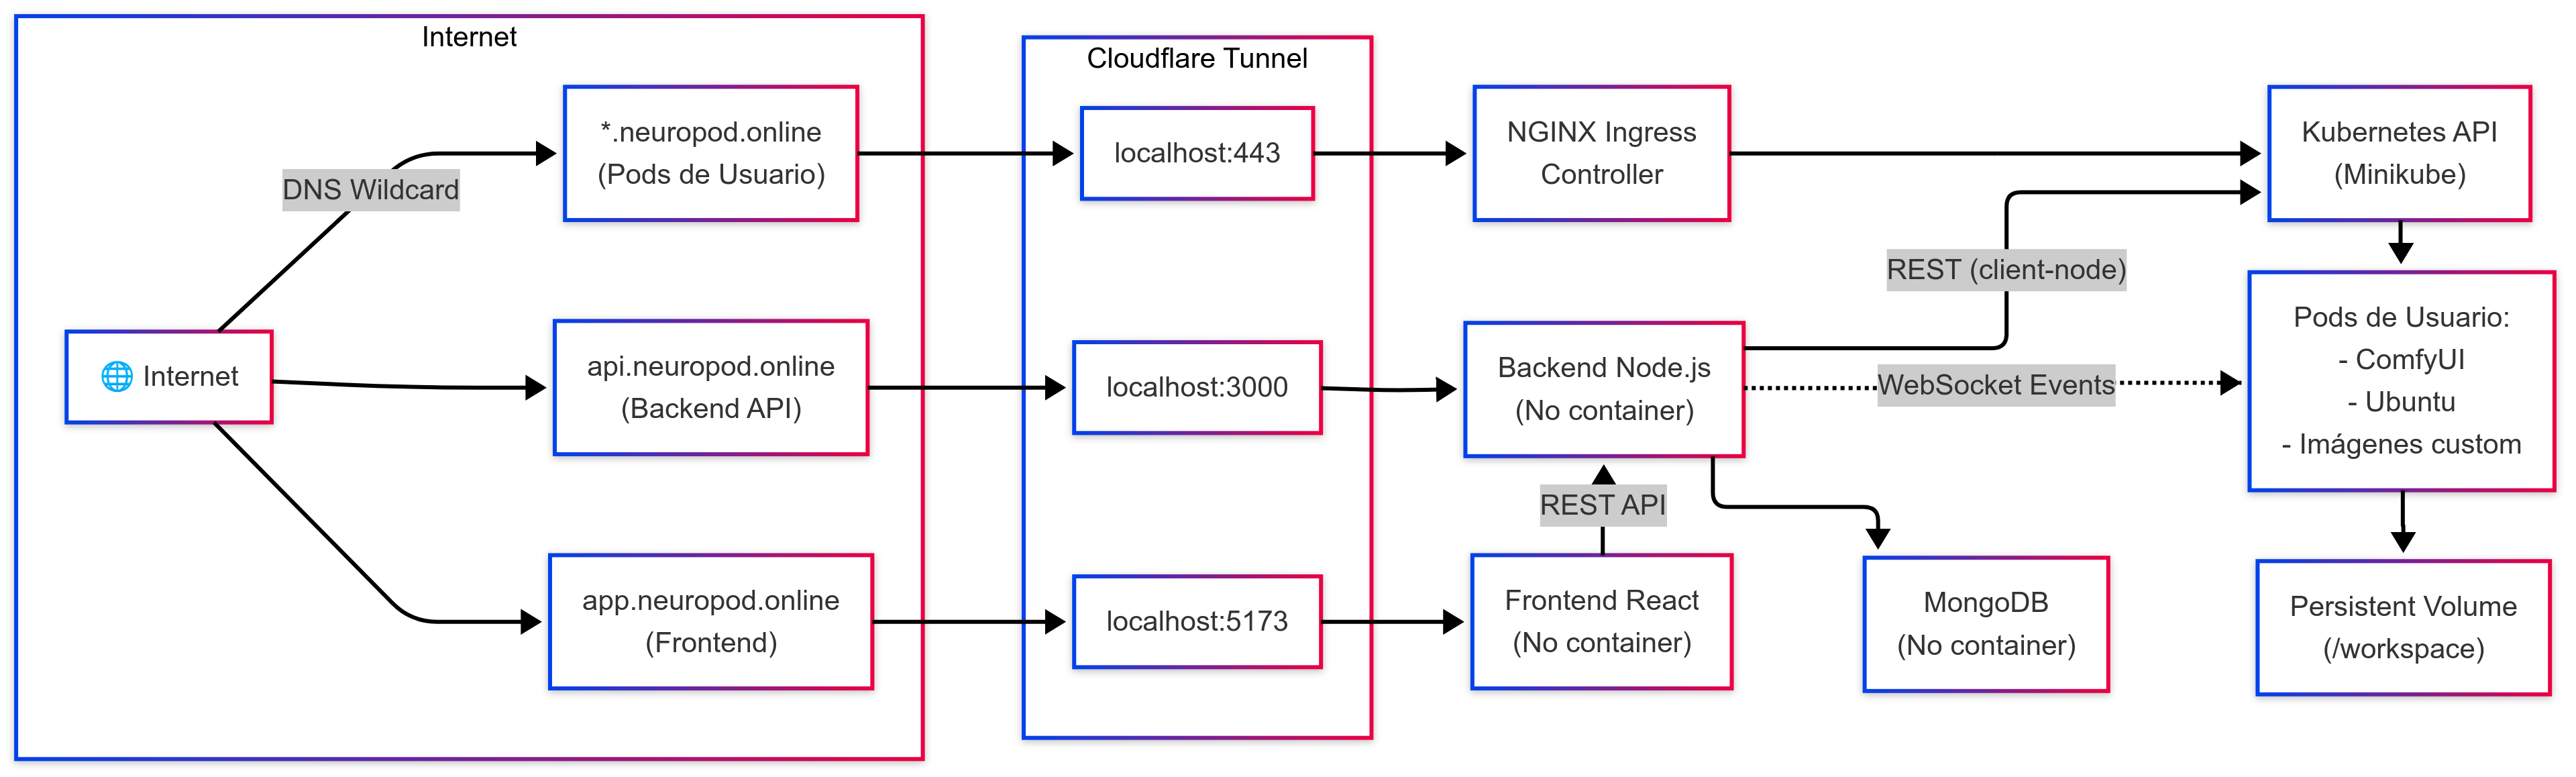 Internet
Cloudflare Tunnel
DNS Wildcard
*.neuropod.online
(Pods de Usuario)
localhost:443
NGINX Ingress
Controller
Kubernetes API
(Minikube)
🌐 Internet
api.neuropod.online
(Backend API)
localhost:3000
Backend Node.js
(No container)
REST (client-node)
WebSocket Events
Pods de Usuario:
- ComfyUI
- Ubuntu
- Imágenes custom
REST API
app.neuropod.online
(Frontend)
localhost:5173
Frontend React
(No container)
MongoDB
(No container)
Persistent Volume
(/workspace)